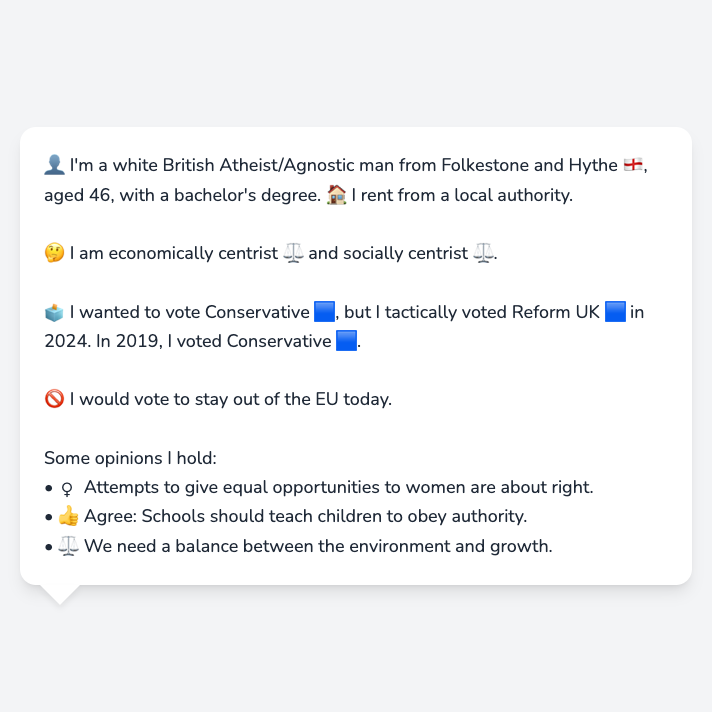 👤 I'm a white British Atheist/Agnostic man from Folkestone and Hythe 🏴󠁧󠁢󠁥󠁮󠁧󠁿,
aged 46, with a bachelor's degree. 🏠 I rent from a local authority.
🤔 I am economically centrist ⚖️ and socially centrist ⚖️.
🗳️ I wanted to vote Conservative 🟦, but I tactically voted Reform UK 🟦 in
2024. In 2019, I voted Conservative 🟦.
🚫 I would vote to stay out of the EU today.
Some opinions I hold:
• ♀ Attempts to give equal opportunities to women are about right.
• 👍 Agree: Schools should teach children to obey authority.
• ⚖️ We need a balance between the environment and growth.